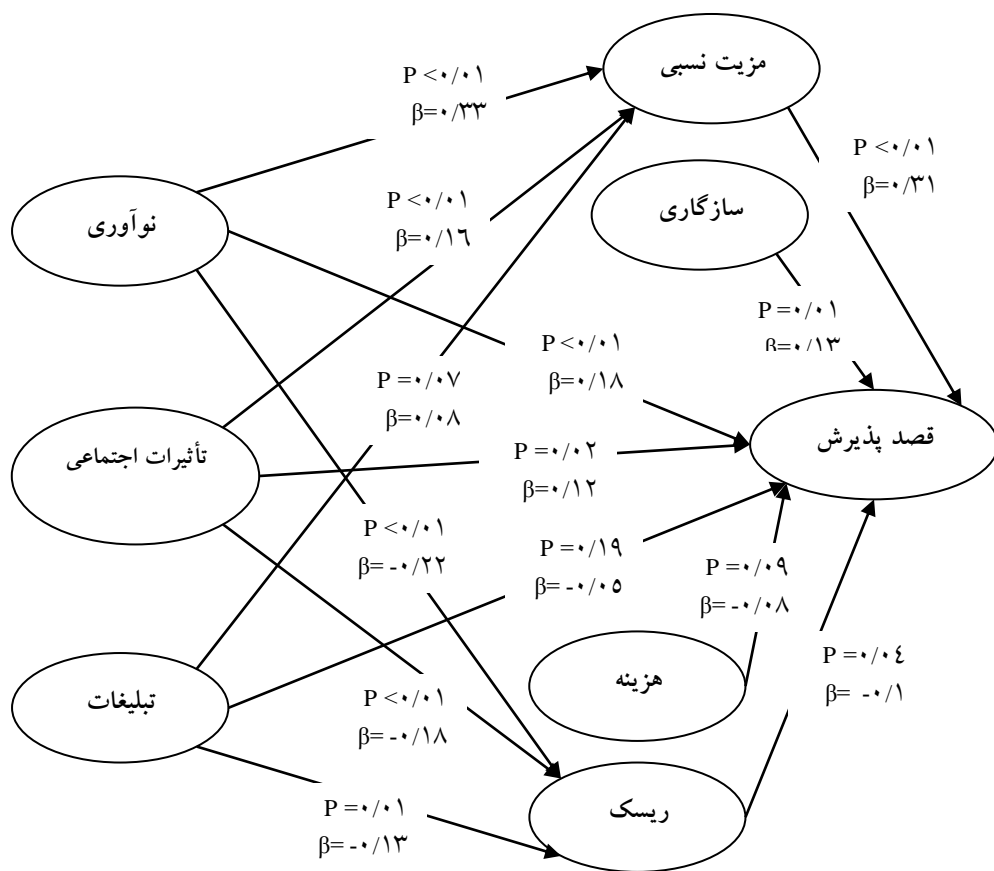 مزیت نسبی
P <۰/۰۱
β=۰/۳۳
P <۰/۰۱
β=۰/۳۱
سازگاری
P <۰/۰۱
β=۰/۱٦
نوآوری
P =۰/۰۱
β=۰/۱۳
P <۰/۰۱
β=۰/۱۸
P =۰/۰۷
β=۰/۰۸
قصد پذیرش
تأثیرات اجتماعی
P =۰/۰۲
β=۰/۱۲
P <۰/۰۱
β= -۰/۲۲
P =۰/۱۹
β= -۰/۰٥
P =۰/۰۹
β= -۰/۰۸
P =۰/۰٤
β= -۰/۱
هزینه
تبلیغات
P <۰/۰۱
β= -۰/۱۸
ریسک
P =۰/۰۱
β= -۰/۱۳